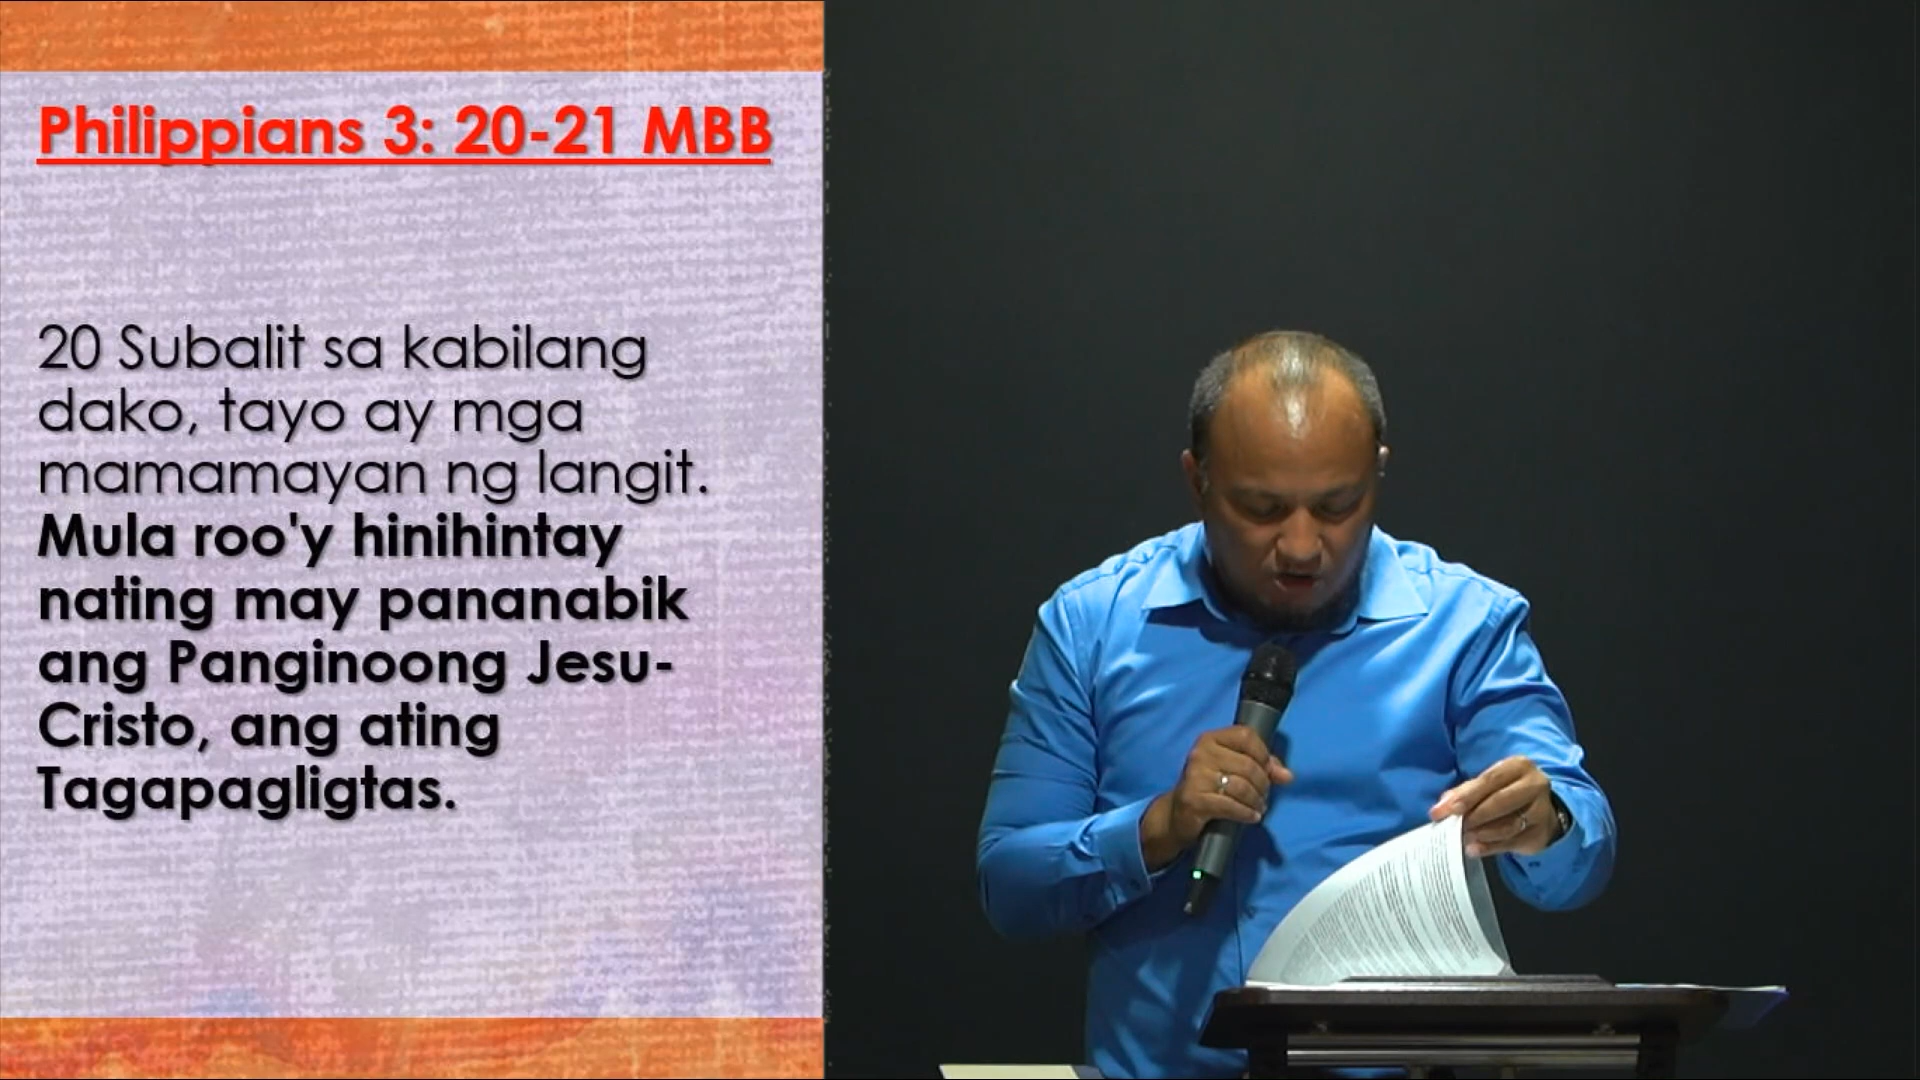 Philippians 3: 20-21 MBB
20 Subalit sa kabilang
dako, tayo ay mga
mamamayan ng langit.
Mula roo'y hinihintay
nating may pananabik
ang Panginoong Jesu-
Cristo, ang ating
Tagapagligtas.